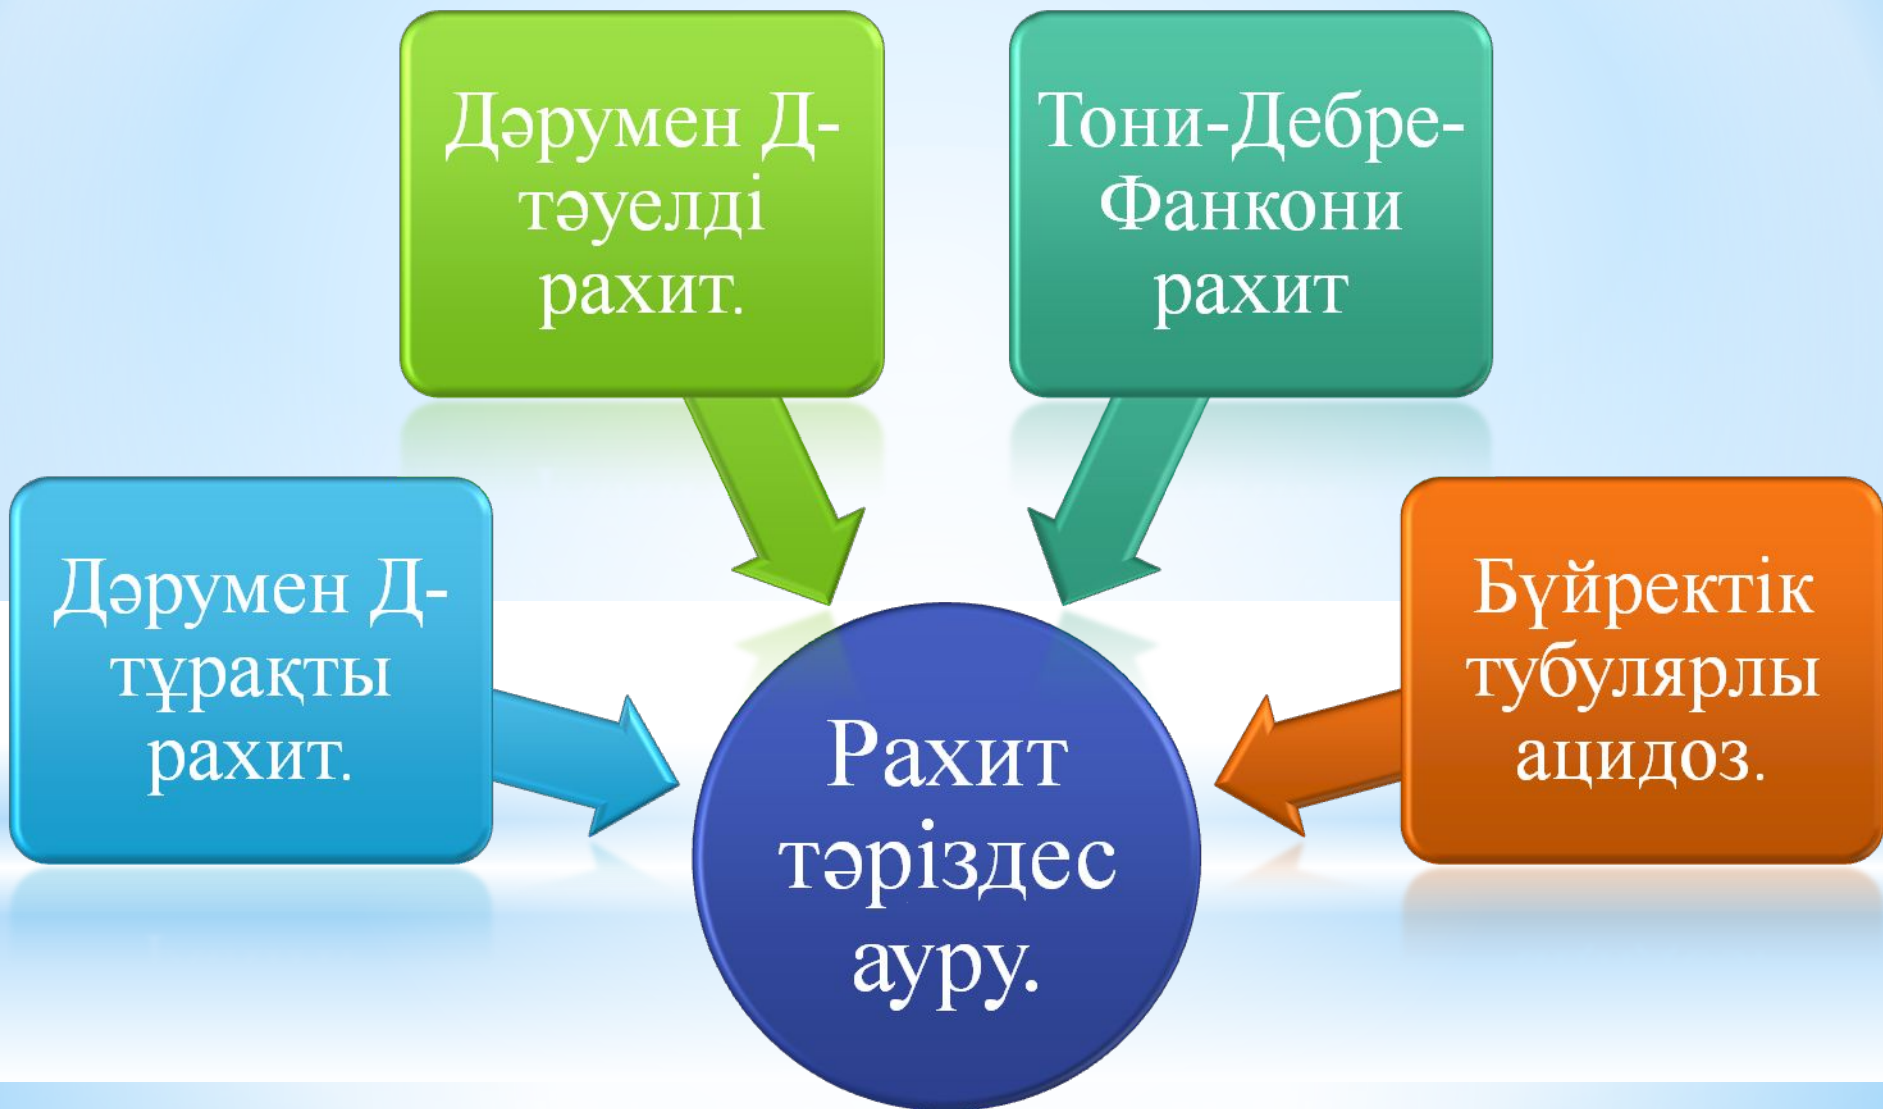 Дәрумен Д-
тәуелді
рахит.
Тони-Дебре-
Фанкони
рахит
Дәрумен Д-
тұрақты
рахит.
Бүйректік
тубулярлы
ацидоз.
Рахит
тәріздес
ауру.